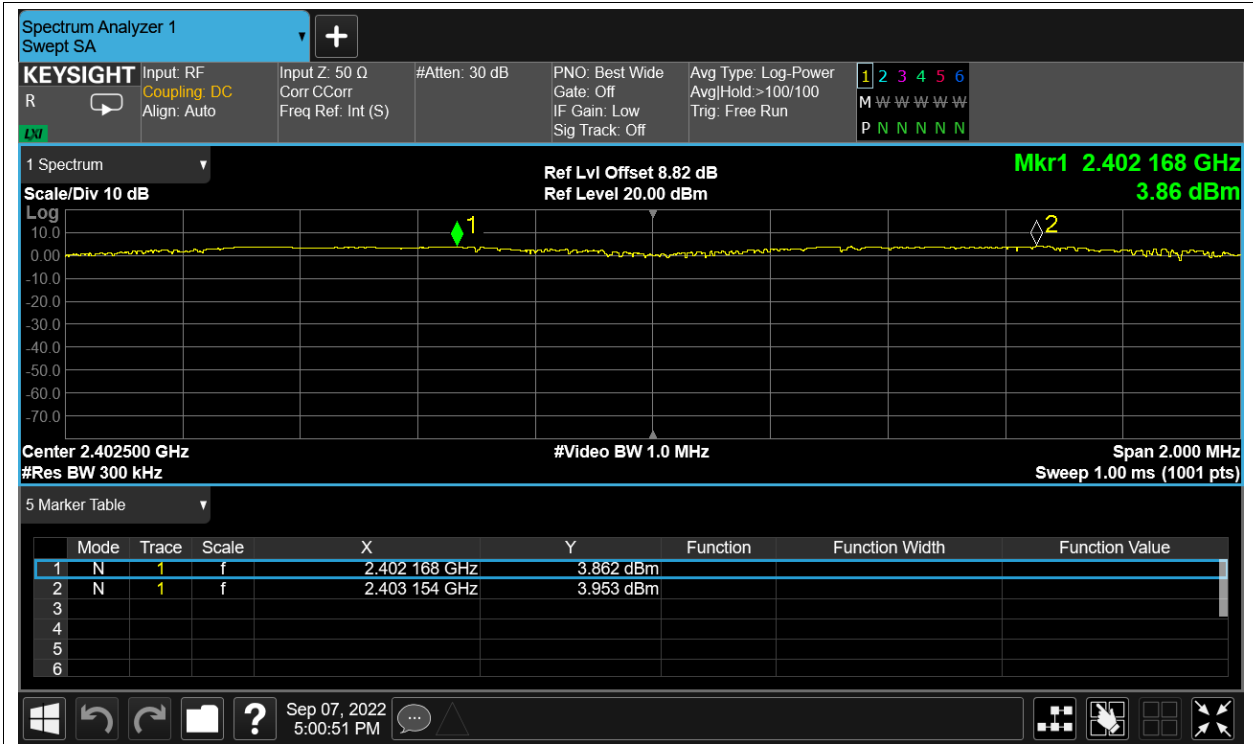 Spectrum Analyzer 1
Swept SA
KEYSIGHT Input: RF Input Z: 50 Ω #Atten: 30 dB PNO: Best Wide Avg Type: Log-Power 1 2 3 4 5 6
R Coupling: DC Corr CCorr Gate: Off Avg|Hold:>100/100 M W W W W W
Align: Auto Freq Ref: Int (S) IF Gain: Low Trig: Free Run
LXI Sig Track: Off P N N N N N N
1 Spectrum Ref Lvl Offset 8.82 dB Mkr1 2.402 168 GHz
Scale/Div 10 dB Ref Level 20.00 dBm 3.86 dBm
Log
1 2
10.0
0.00
-10.0
-20.0
-30.0
-40.0
-50.0
-60.0
-70.0
Center 2.402500 GHz #Video BW 1.0 MHz Span 2.000 MHz
#Res BW 300 kHz Sweep 1.00 ms (1001 pts)
5 Marker Table
Mode Trace Scale X Y Function Function Width Function Value
1 N 1 f 2.402 168 GHz 3.862 dBm
2 N 1 f 2.403 154 GHz 3.953 dBm
3
4
5
6
? Sep 07, 2022
5:00:51 PM